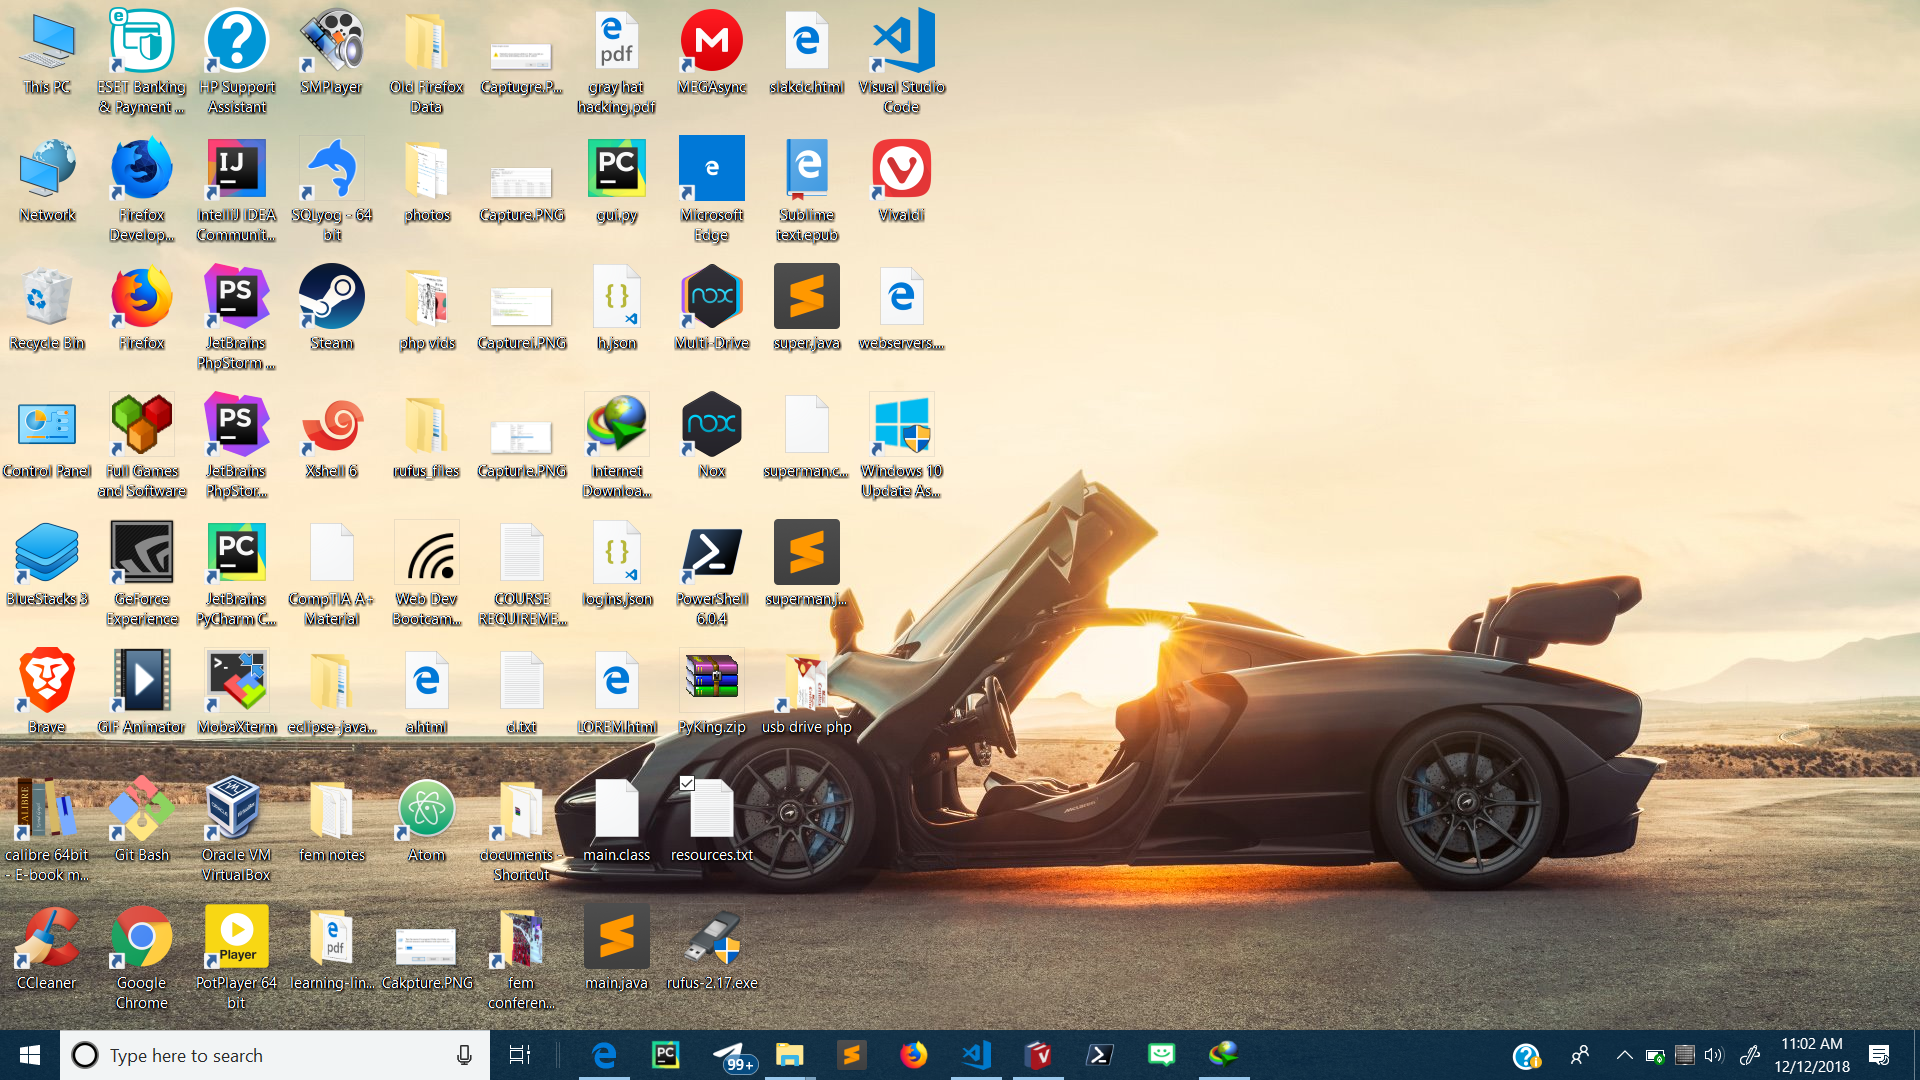 This PC
ESET Banking
& Payment ...
HP Support
Assistant
SMPlayer
Old Firefox
Data
Captugre.P...
gray hat
hacking.pdf
MEGAsync
slakdc.html
Visual Studio
Code
Network
Firefox
Develop...
IntelliJ IDEA
Communit...
SQLyog - 64
bit
photos
Capture.PNG
gui.py
Microsoft
Edge
Sublime
text.epub
Vivaldi
Recycle Bin
Firefox
JetBrains
PhpStorm ...
Steam
php vids
Capture1.PNG
h.json
Multi-Drive
super.java
webservers....
Control Panel
Full Games
and Software
JetBrains
PhpStor...
Xshell 6
rufus_files
Internet
Downloa...
Nox
superman.c...
Windows 10
Update As...
BlueStacks 3
GeForce
Experience
JetBrains
PyCharm C...
CompTIA A+
Material
Web Dev
Bootcam...
COURSE
REQUIREME...
logins.json
PowerShell
6.0.4
superman.j...
Brave
GIF Animator
MobaXterm
eclipse-java...
a.html
d.txt
LOREM.html
PyKing.zip
usb drive php
calibre 64bit
- E-book m...
Git Bash
Oracle VM
VirtualBox
fem notes
Atom
documents -
Shortcut
main.class
resources.txt
CCleaner
Google
Chrome
PotPlayer 64
bit
learning-lin...
Cakpture.PNG
fem
conferen...
main.java
rufus-2.17.exe
Type here to search
99+
11:02 AM
12/12/2018